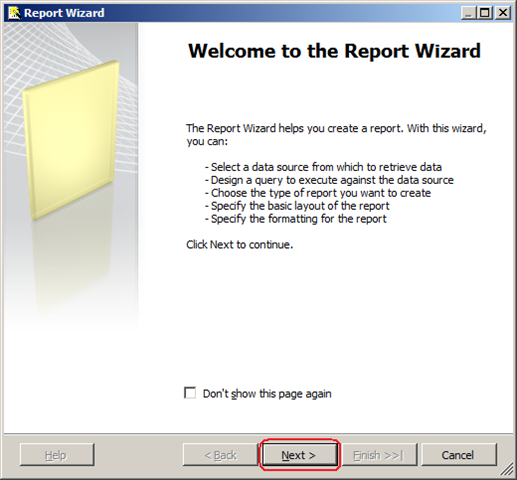 Report Wizard
Welcome to the Report Wizard
The Report Wizard helps you create a report. With this wizard,
you can:
- Select a data source from which to retrieve data
- Design a query to execute against the data source
- Choose the type of report you want to create
- Specify the basic layout of the report
- Specify the formatting for the report
Click Next to continue.
Don't show this page again
Help
< Back
Next >
Finish >>|
Cancel